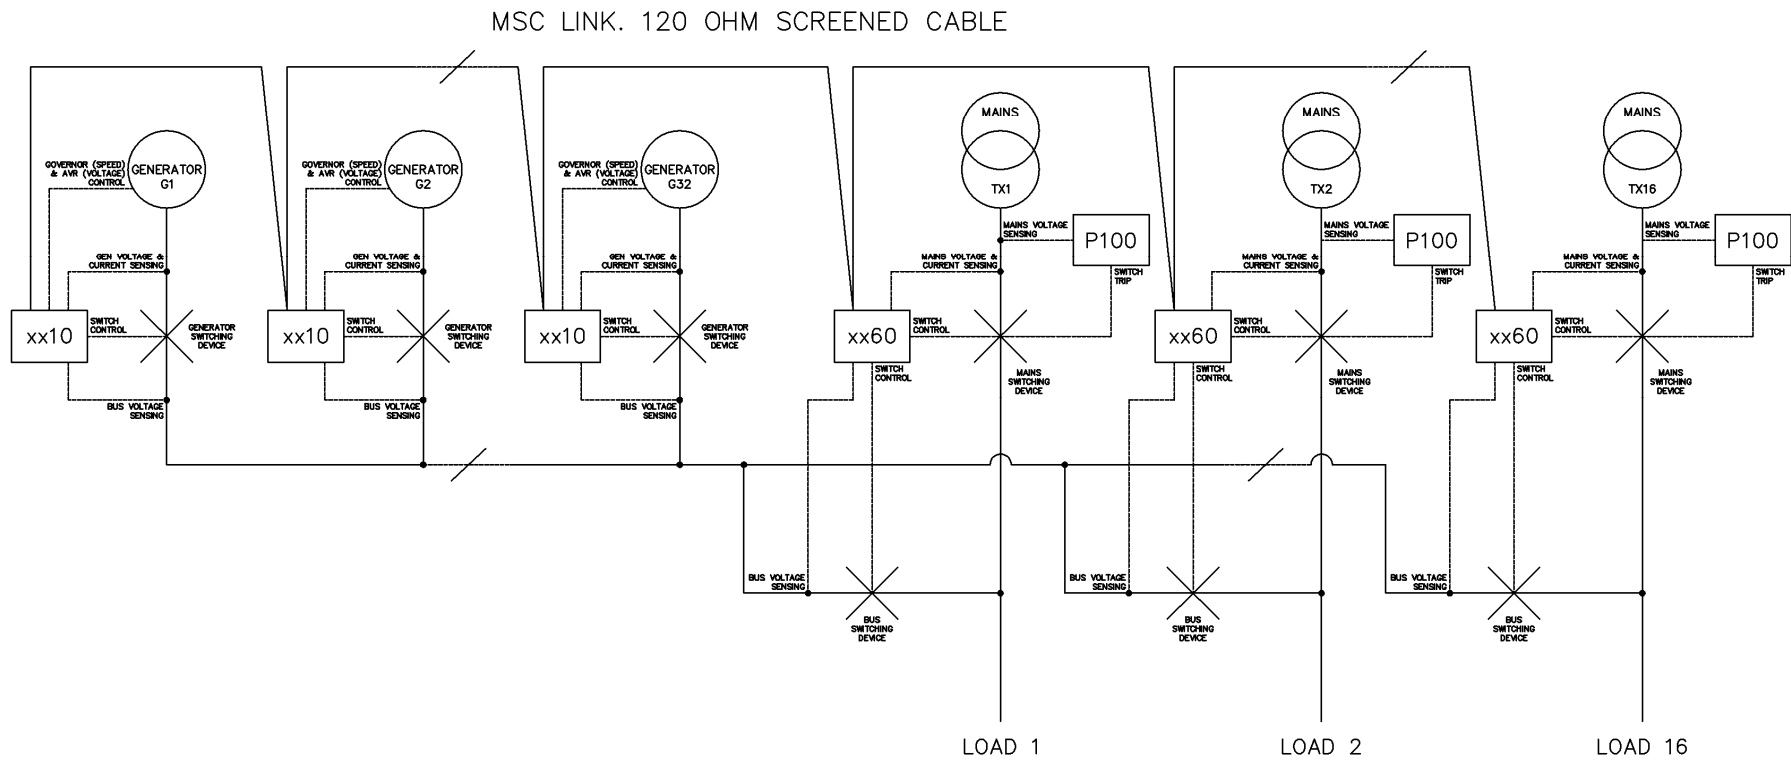 MSC LINK. 120 OHM SCREENED CABLE
GENERATOR
G1
GOVERNOR (SPEED)
& AVR (VOLTAGE)
CONTROL
GEN VOLTAGE &
CURRENT SENSING
xx10
SWITCH
CONTROL
GENERATOR
SWITCHING
DEVICE
BUS VOLTAGE
SENSING
GENERATOR
G2
GOVERNOR (SPEED)
& AVR (VOLTAGE)
CONTROL
GEN VOLTAGE &
CURRENT SENSING
xx10
SWITCH
CONTROL
GENERATOR
SWITCHING
DEVICE
BUS VOLTAGE
SENSING
GENERATOR
G32
GOVERNOR (SPEED)
& AVR (VOLTAGE)
CONTROL
GEN VOLTAGE &
CURRENT SENSING
xx10
SWITCH
CONTROL
GENERATOR
SWITCHING
DEVICE
BUS VOLTAGE
SENSING
MAINS
TX1
MAINS VOLTAGE
SENSING
P100
MAINS VOLTAGE &
CURRENT SENSING
SWITCH
TRIP
xx60
SWITCH
CONTROL
SWITCH
CONTROL
MAINS
SWITCHING
DEVICE
BUS VOLTAGE
SENSING
BUS
SWITCHING
DEVICE
LOAD 1
MAINS
TX2
MAINS VOLTAGE
SENSING
P100
MAINS VOLTAGE &
CURRENT SENSING
SWITCH
TRIP
xx60
SWITCH
CONTROL
SWITCH
CONTROL
MAINS
SWITCHING
DEVICE
BUS VOLTAGE
SENSING
BUS
SWITCHING
DEVICE
LOAD 2
MAINS
TX16
MAINS VOLTAGE
SENSING
P100
MAINS VOLTAGE &
CURRENT SENSING
SWITCH
TRIP
xx60
SWITCH
CONTROL
SWITCH
CONTROL
MAINS
SWITCHING
DEVICE
BUS VOLTAGE
SENSING
BUS
SWITCHING
DEVICE
LOAD 16